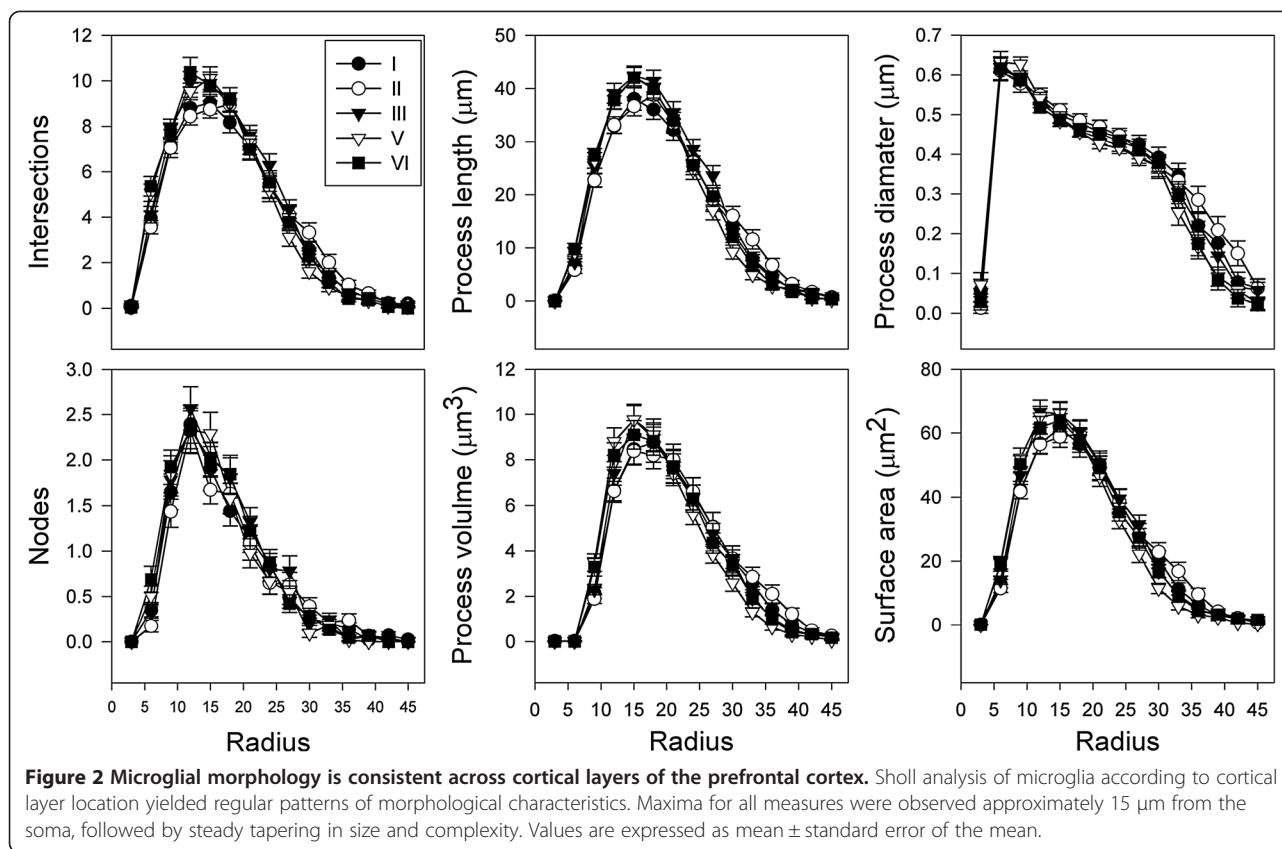 12
10
8
6
4
2
0
Intersections
I
II
III
V
VI
50
40
30
20
10
0
Process length (μm)
0.7
0.6
0.5
0.4
0.3
0.2
0.1
0.0
Process diamater (μm)
3.0
2.5
2.0
1.5
1.0
0.5
0.0
Nodes
0 5 10 15 20 25 30 35 40 45
Radius
12
10
8
6
4
2
0
Process volulme (μm³)
0 5 10 15 20 25 30 35 40 45
Radius
80
60
40
20
0
Surface area (μm²)
0 5 10 15 20 25 30 35 40 45
Radius
Figure 2 Microglial morphology is consistent across cortical layers of the prefrontal cortex. Sholl analysis of microglia according to cortical
layer location yielded regular patterns of morphological characteristics. Maxima for all measures were observed approximately 15 μm from the
soma, followed by steady tapering in size and complexity. Values are expressed as mean ± standard error of the mean.